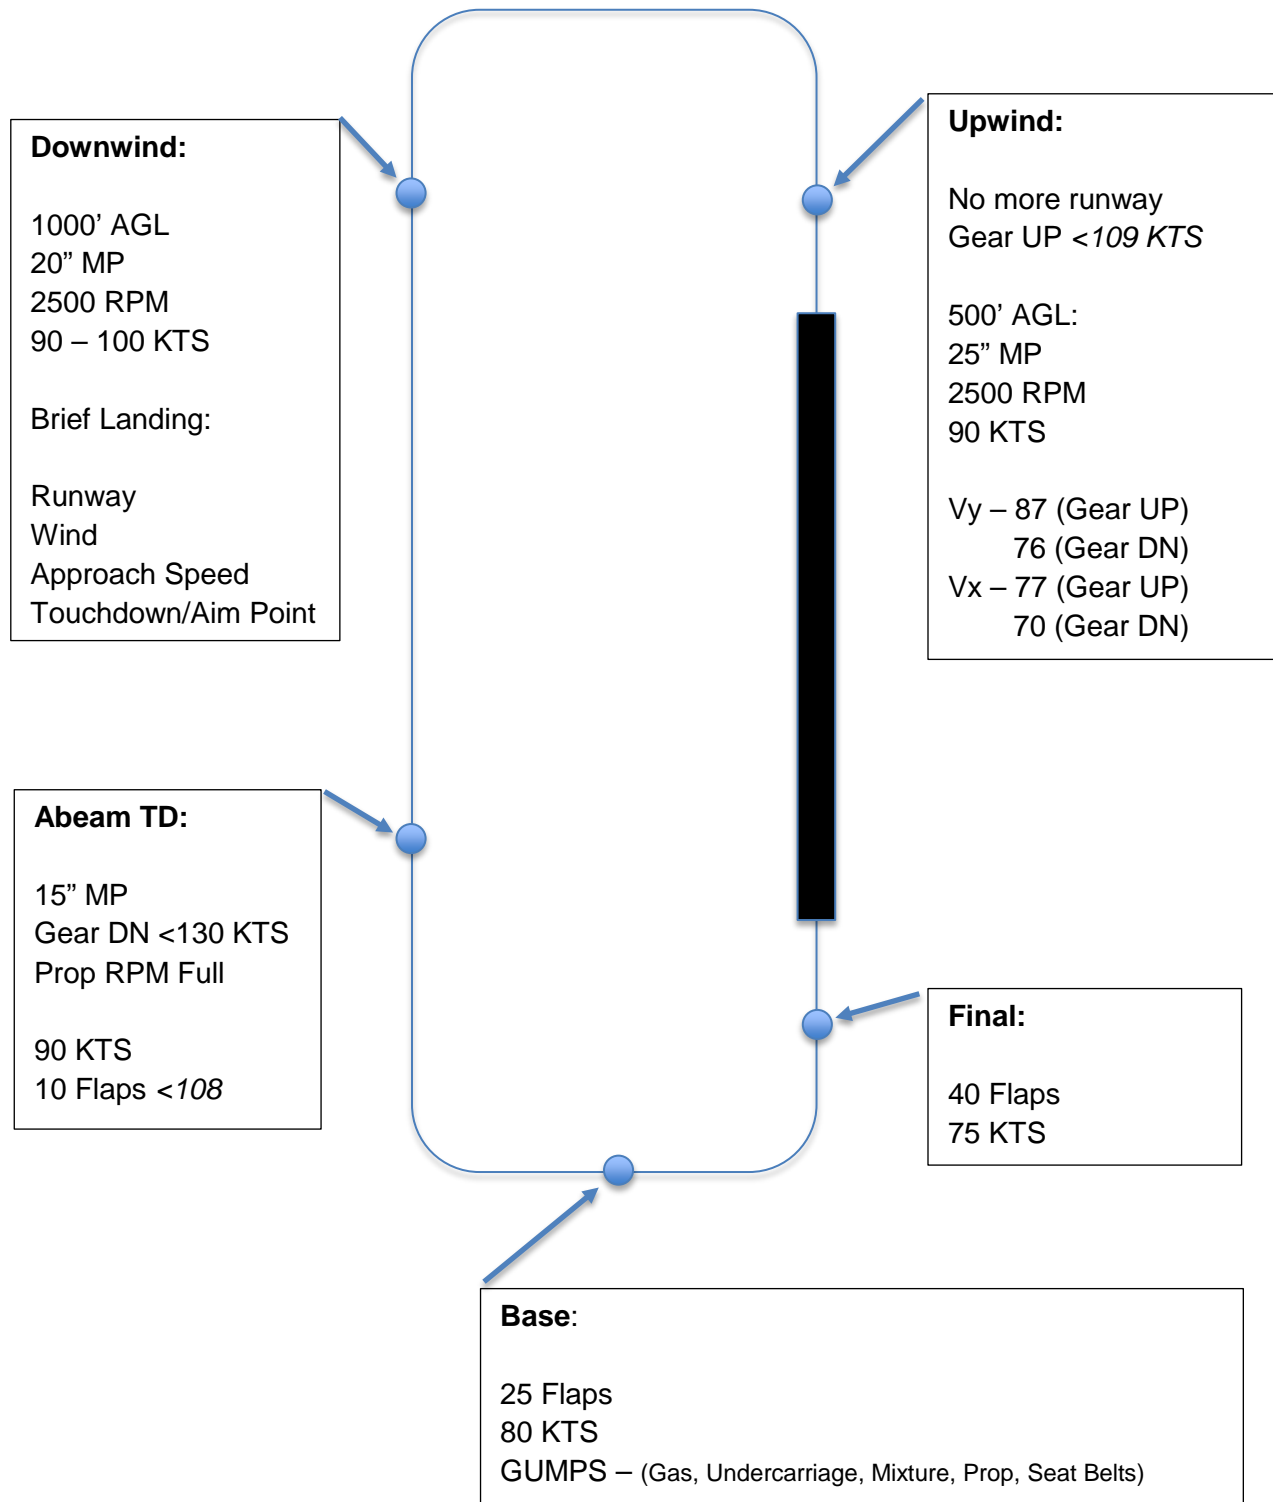 Downwind:
1000’ AGL
20” MP
2500 RPM
90 – 100 KTS
Brief Landing:
Runway
Wind
Approach Speed
Touchdown/Aim Point
Upwind:
No more runway
Gear UP <109 KTS
500’ AGL:
25” MP
2500 RPM
90 KTS
Vy – 87 (Gear UP)
76 (Gear DN)
Vx – 77 (Gear UP)
70 (Gear DN)
Abeam TD:
15” MP
Gear DN <130 KTS
Prop RPM Full
90 KTS
10 Flaps <108
Final:
40 Flaps
75 KTS
Base:
25 Flaps
80 KTS
GUMPS – (Gas, Undercarriage, Mixture, Prop, Seat Belts)